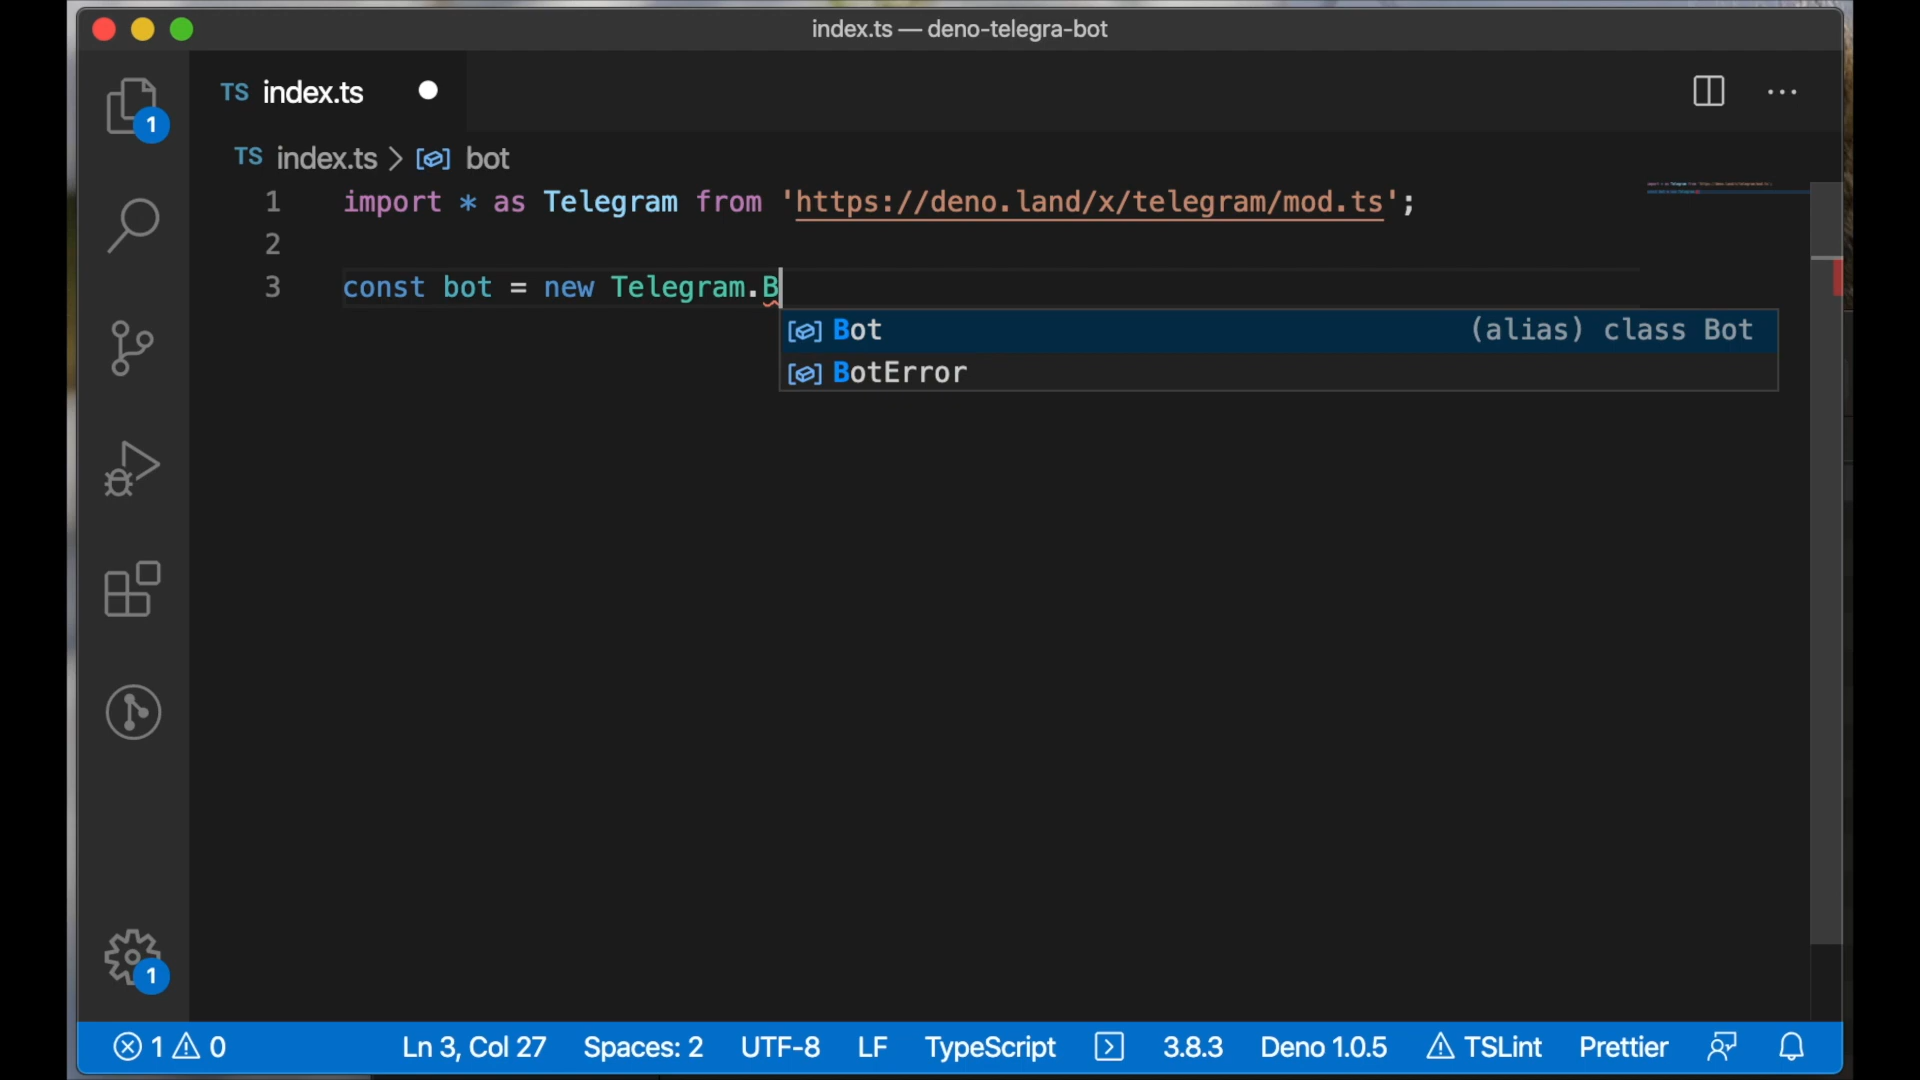 index.ts — deno-telegra-bot
TS index.ts
1
TS index.ts > bot
1 import * as Telegram from 'https://deno.land/x/telegram/mod.ts';
2
3 const bot = new Telegram.B
Bot (alias) class Bot
BotError
1
1 0 Ln 3, Col 27 Spaces: 2 UTF-8 LF TypeScript 3.8.3 Deno 1.0.5 TSLint Prettier